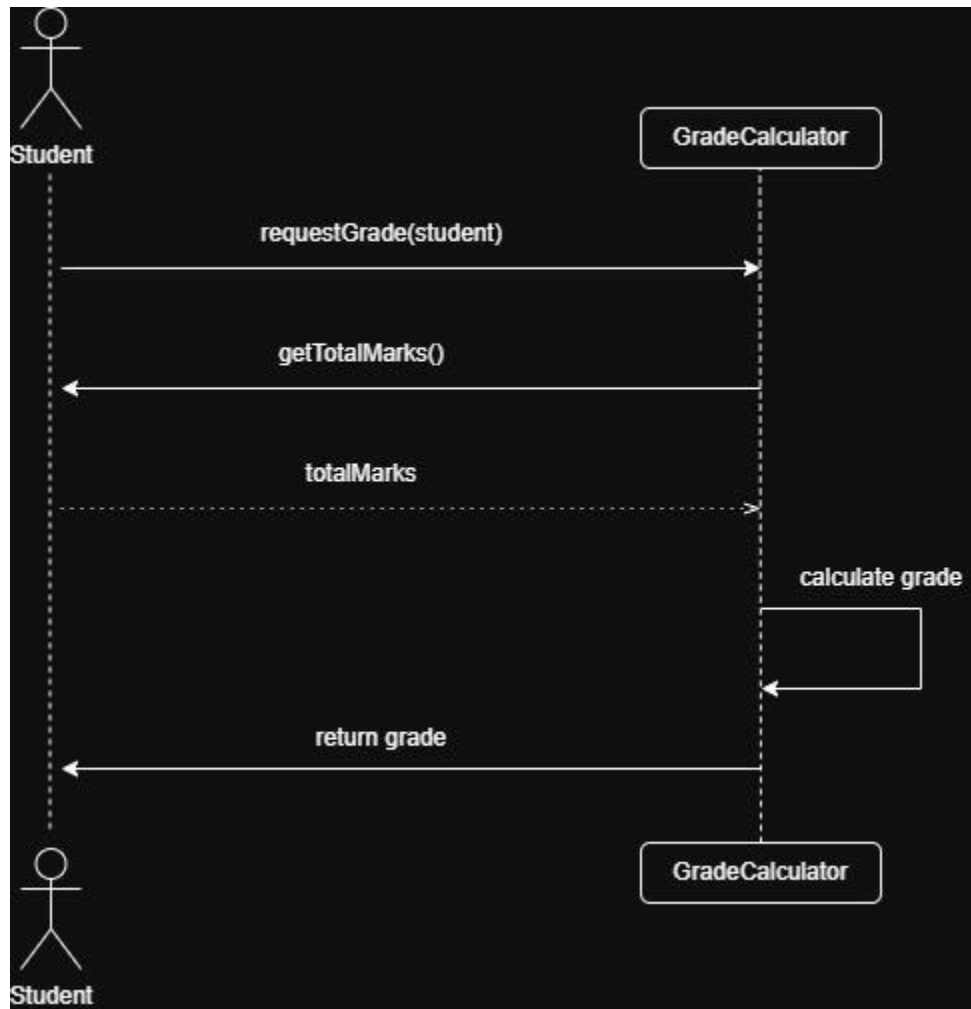 Student
GradeCalculator
requestGrade(student)
getTotalMarks()
totalMarks
calculate grade
return grade
GradeCalculator
Student